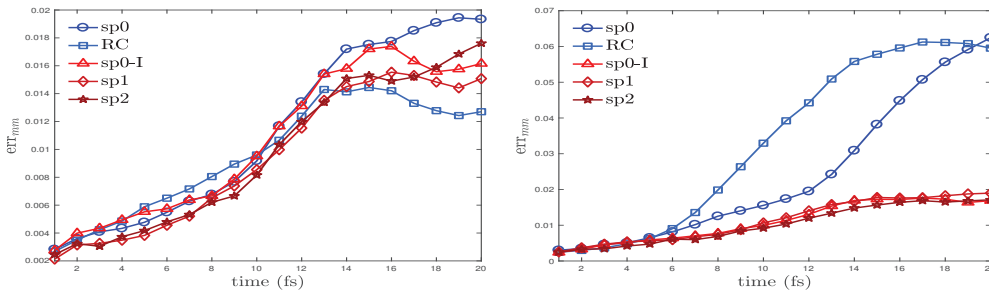 0.02
0.018
0.016
0.014
0.012
0.01
0.008
0.006
0.004
0.002
err_mm
sp0
RC
sp0-I
sp1
sp2
2 4 6 8 10 12 14 16 18 20
time (fs)
0.07
0.06
0.05
0.04
0.03
0.02
0.01
0
err_mm
sp0
RC
sp0-I
sp1
sp2
2 4 6 8 10 12 14 16 18 20
time (fs)